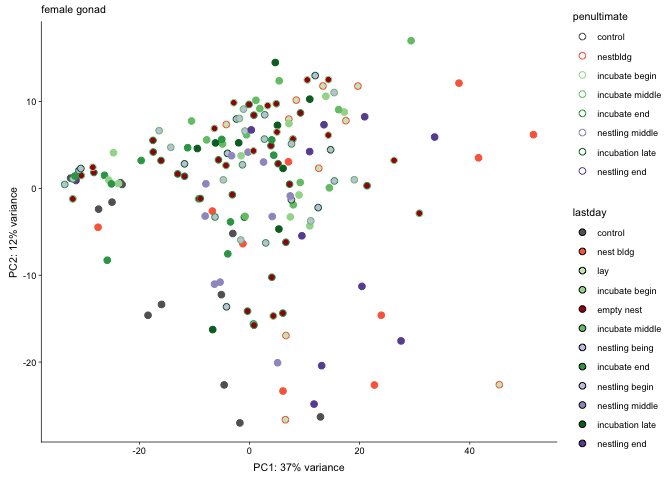 female gonad
PC2: 12% variance
10
0
-10
-20
-20
0
20
40
PC1: 37% variance
penultimate
control
nestbldg
incubate begin
incubate middle
incubate end
nestling middle
incubation late
nestling end
lastday
control
nest bldg
lay
incubate begin
empty nest
incubate middle
nestling being
incubate end
nestling begin
nestling middle
incubation late
nestling end